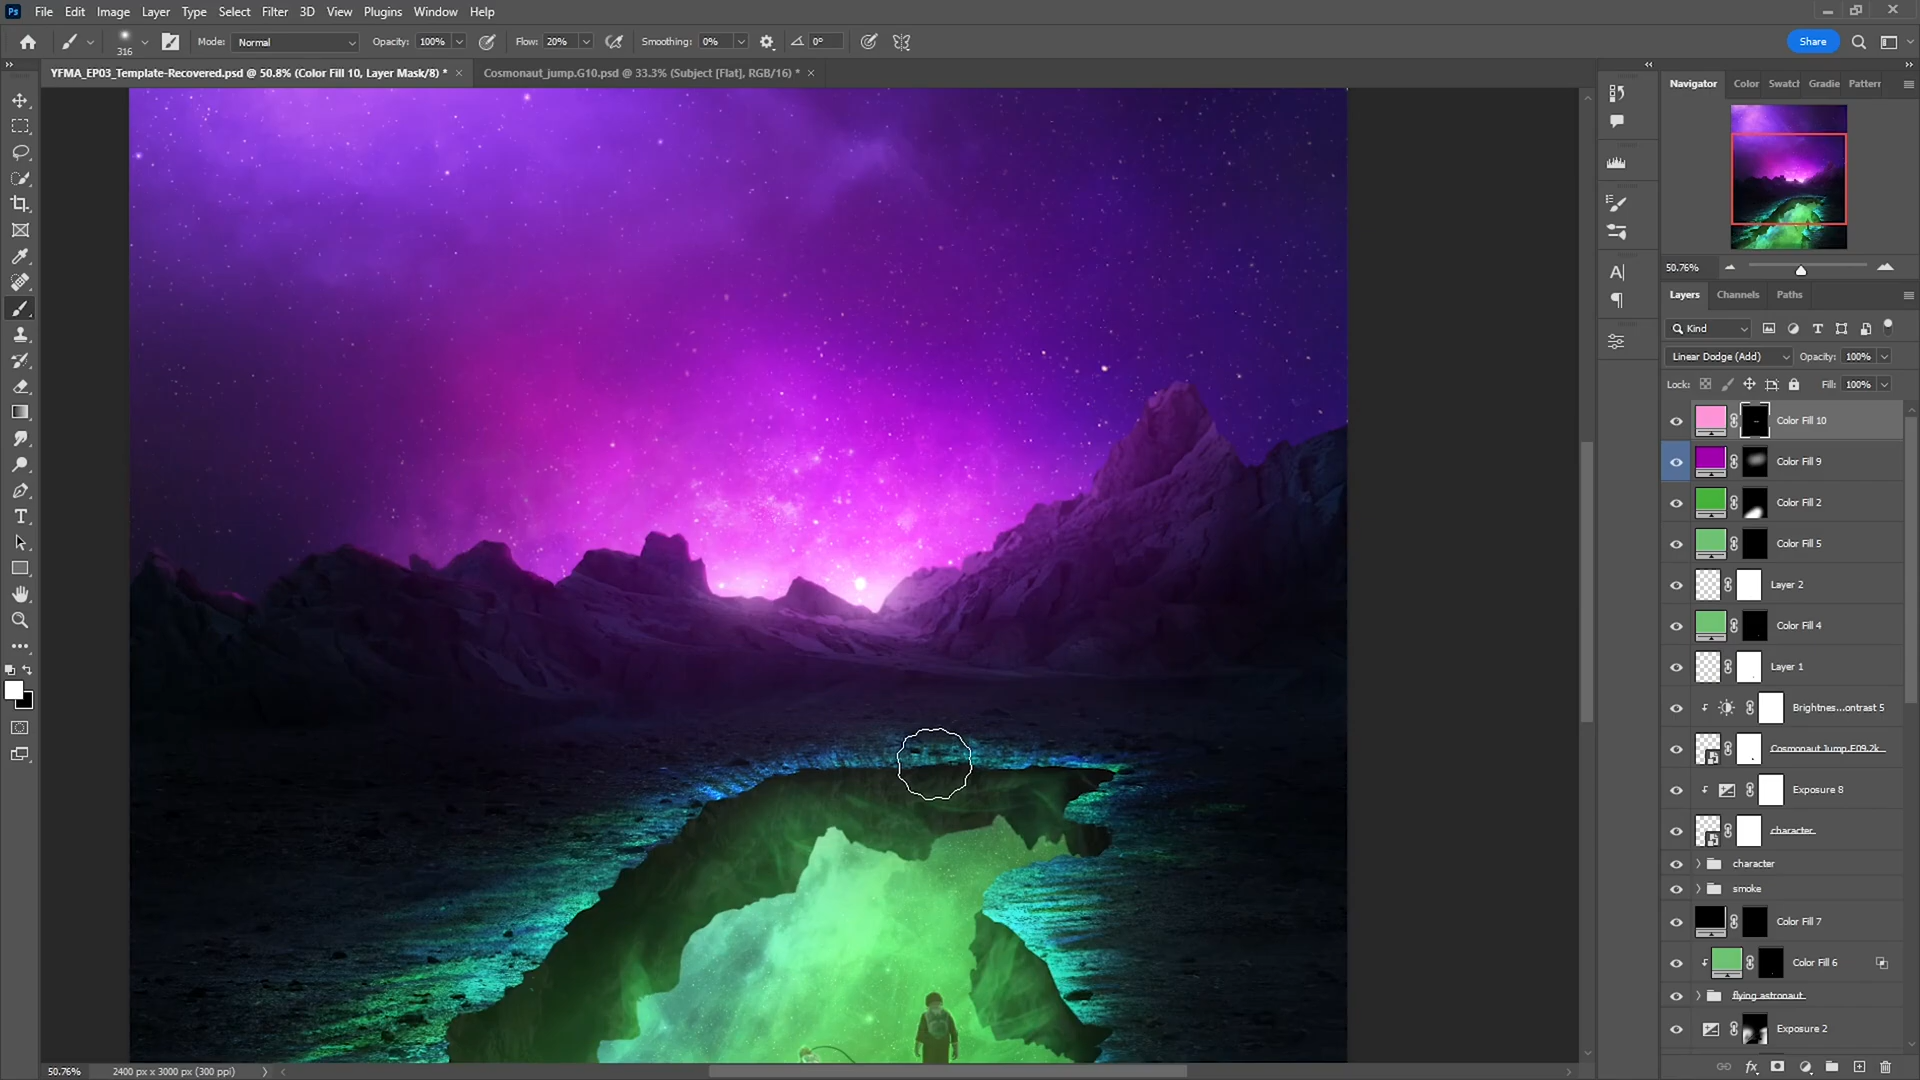 Ps File Edit Image Layer Type Select Filter 3D View Plugins Window Help
316 Mode: Normal Opacity: 100% Flow: 20% Smoothing: 0% 0° Share
YFMA_EP03_Template-Recovered.psd @ 50.8% (Color Fill 10, Layer Mask/8) * × Cosmonaut_jump.G10.psd @ 33.3% (Subject [Flat], RGB/16) * ×
Navigator Color Swatch Gradie Pattern
50.76%
Layers Channels Paths
Kind
Linear Dodge (Add) Opacity: 100%
Lock: Fill: 100%
Color Fill 10
Color Fill 9
Color Fill 2
Color Fill 5
Layer 2
Color Fill 4
Layer 1
Brightnes...ontrast 5
Cosmonaut.Jump.E09.2k
Exposure 8
character
character
smoke
Color Fill 7
Color Fill 6
flying astronaut
Exposure 2
50.76% 2400 px x 3000 px (300 ppi)